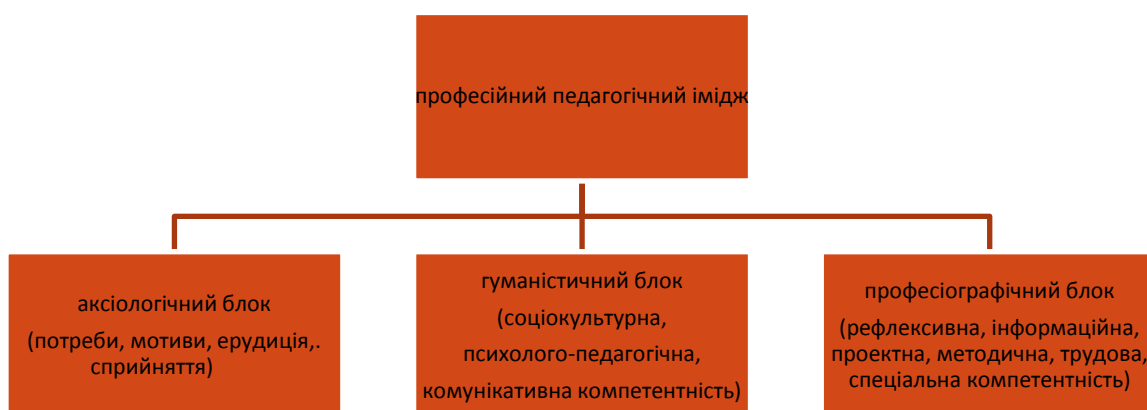 професійний педагогічний імідж
аксіологічний блок
(потреби, мотиви, ерудиція,.
сприйняття)
гуманістичний блок
(соціокультурна,
психолого-педагогічна,
комунікативна компетентність)
професіографічний блок
(рефлексивна, інформаційна,
проектна, методична, трудова,
спеціальна компетентність)